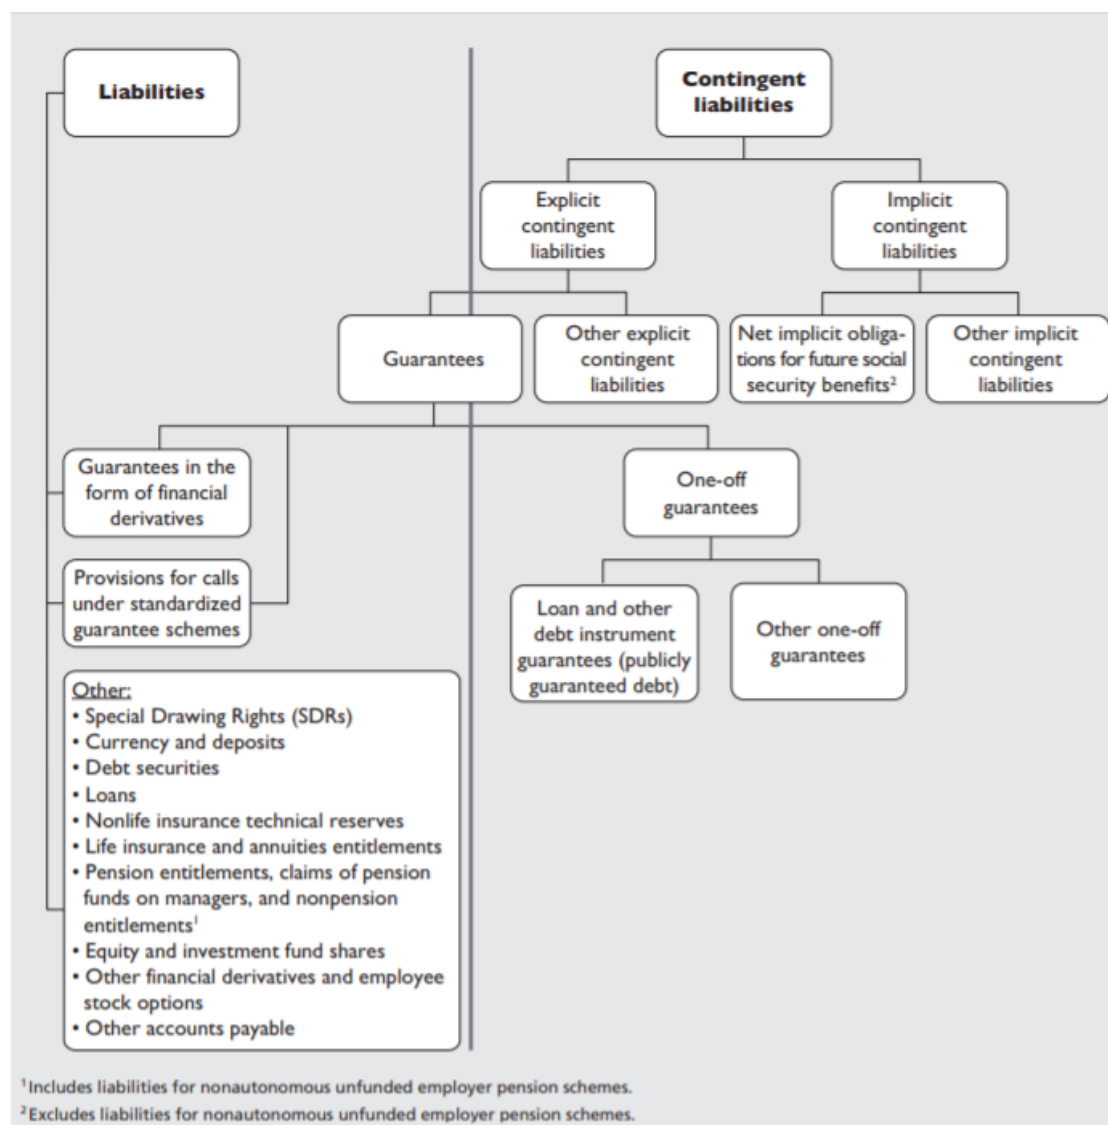 Liabilities
Contingent
liabilities
Explicit
contingent
liabilities
Implicit
contingent
liabilities
Guarantees
Other explicit
contingent
liabilities
Net implicit obliga-
tions for future social
security benefits²
Other implicit
contingent
liabilities
Guarantees in the
form of financial
derivatives
One-off
guarantees
Provisions for calls
under standardized
guarantee schemes
Loan and other
debt instrument
guarantees (publicly
guaranteed debt)
Other one-off
guarantees
Other:
• Special Drawing Rights (SDRs)
• Currency and deposits
• Debt securities
• Loans
• Nonlife insurance technical reserves
• Life insurance and annuities entitlements
• Pension entitlements, claims of pension
funds on managers, and nonpension
entitlements¹
• Equity and investment fund shares
• Other financial derivatives and employee
stock options
• Other accounts payable
¹Includes liabilities for nonautonomous unfunded employer pension schemes.
²Excludes liabilities for nonautonomous unfunded employer pension schemes.